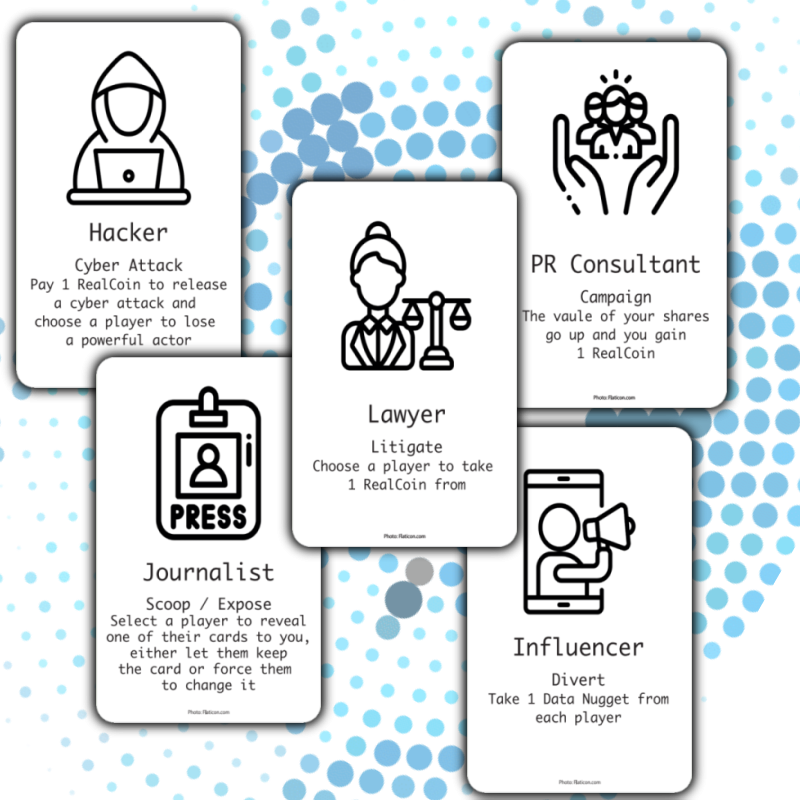 Hacker
Cyber Attack
Pay 1 RealCoin to release
a cyber attack and
choose a player to lose
a powerful actor
PR Consultant
Campaign
The vaule of your shares
go up and you gain
1 RealCoin
Photo: Flaticon.com
Lawyer
Litigate
Choose a player to take
1 RealCoin from
Photo: Flaticon.com
PRESS
Journalist
Scoop / Expose
Select a player to reveal
one of their cards to you,
either let them keep
the card or force them
to change it
Photo: Flaticon.com
Influencer
Divert
Take 1 Data Nugget from
each player
Photo: Flaticon.com